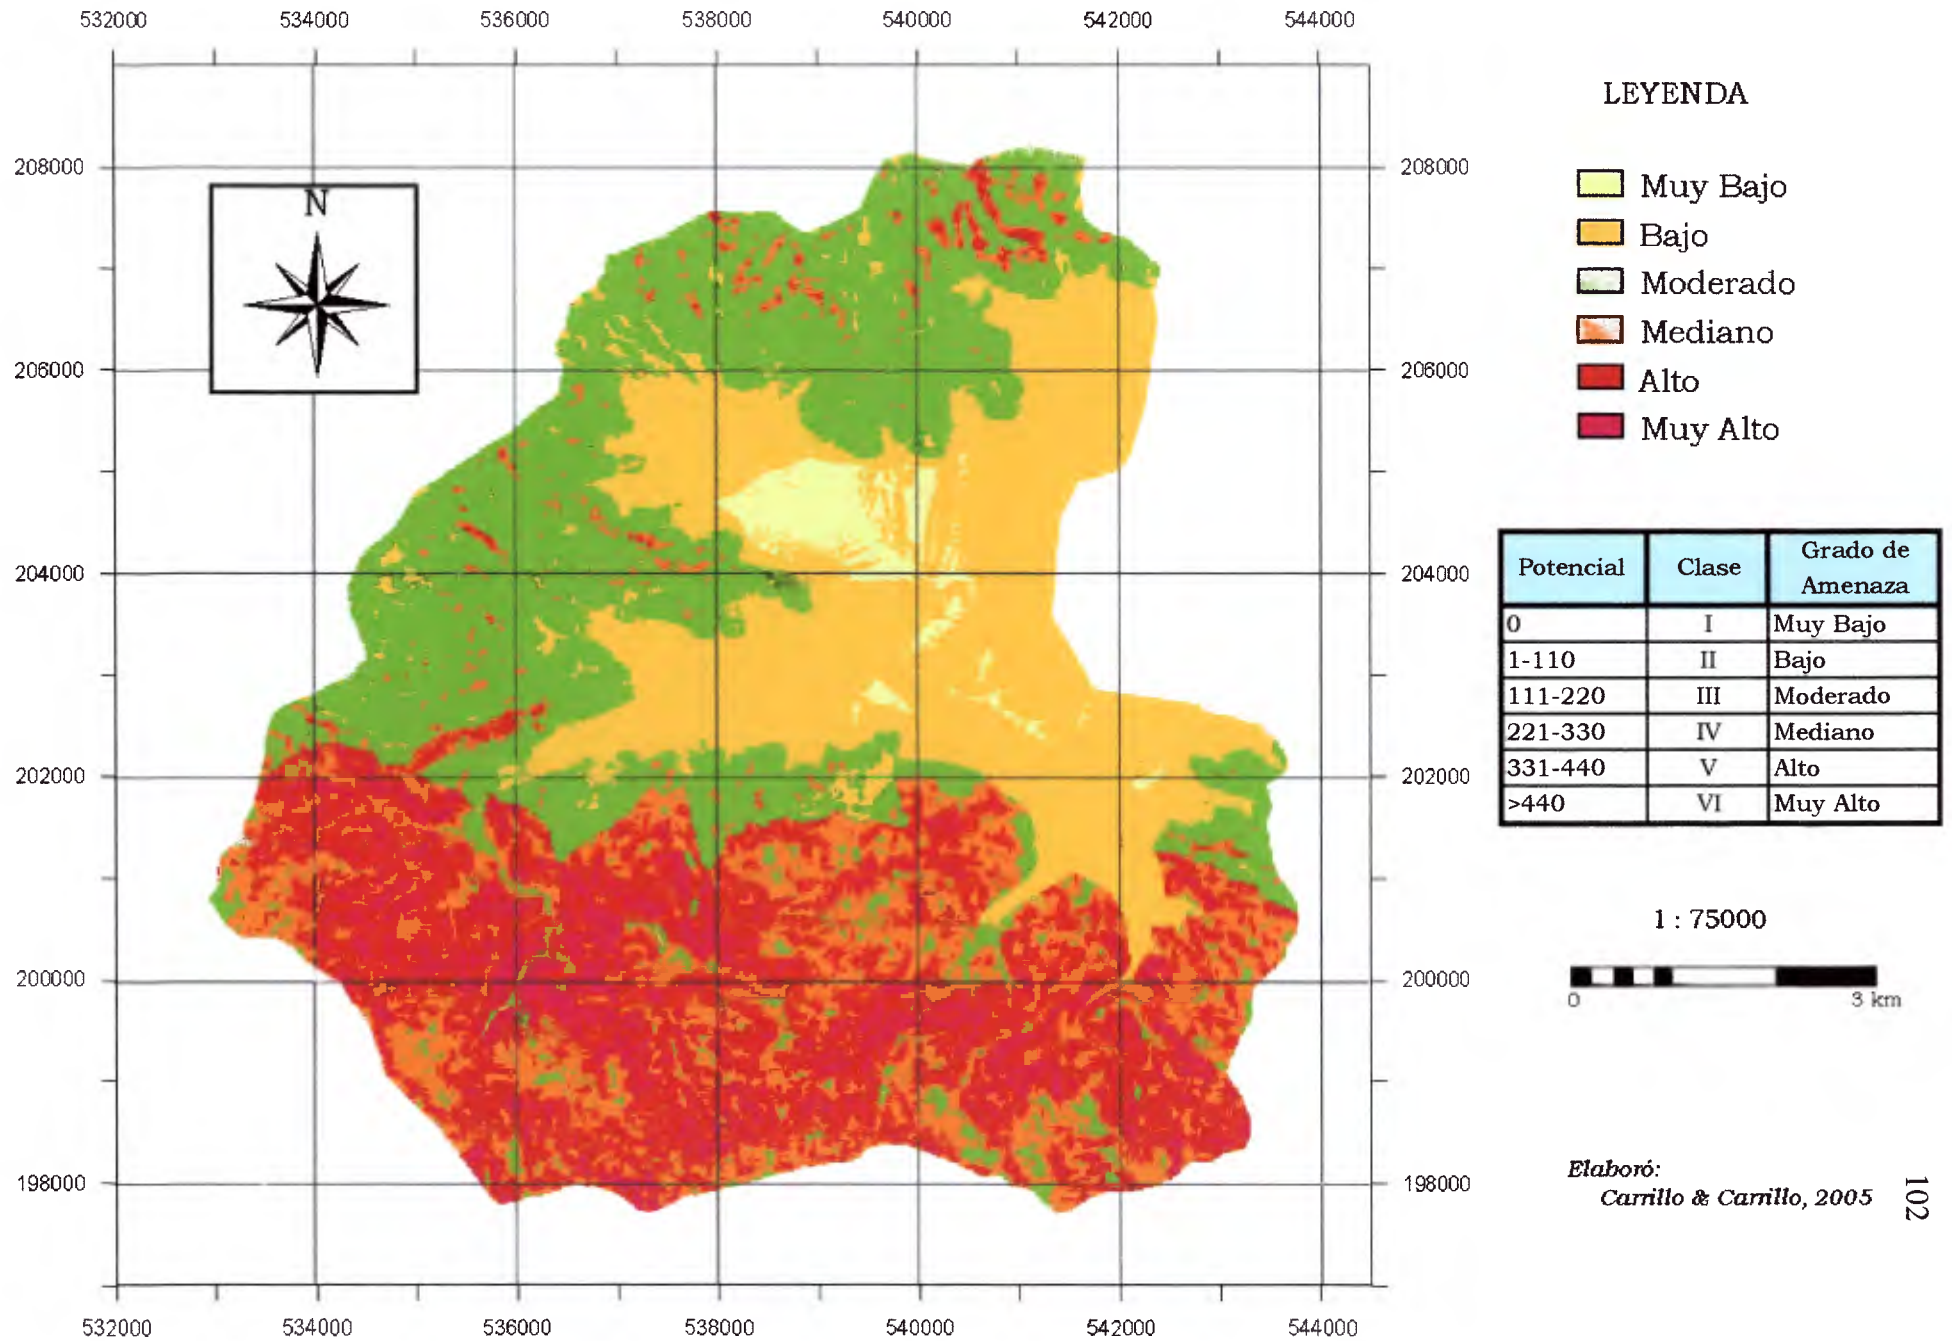 532000 534000 536000 538000 540000 542000 544000
LEYENDA
208000 208000
N
Muy Bajo
Bajo
Moderado
Mediano
Alto
Muy Alto
206000 206000
204000 204000
202000 202000
200000 200000
198000 198000
Potencial Clase Grado de Amenaza
0 I Muy Bajo
1-110 II Bajo
111-220 III Moderado
221-330 IV Mediano
331-440 V Alto
>440 VI Muy Alto
1 : 75000
0 3 km
Elaboró:
Carrillo & Carrillo, 2005
102
532000 534000 536000 538000 540000 542000 544000